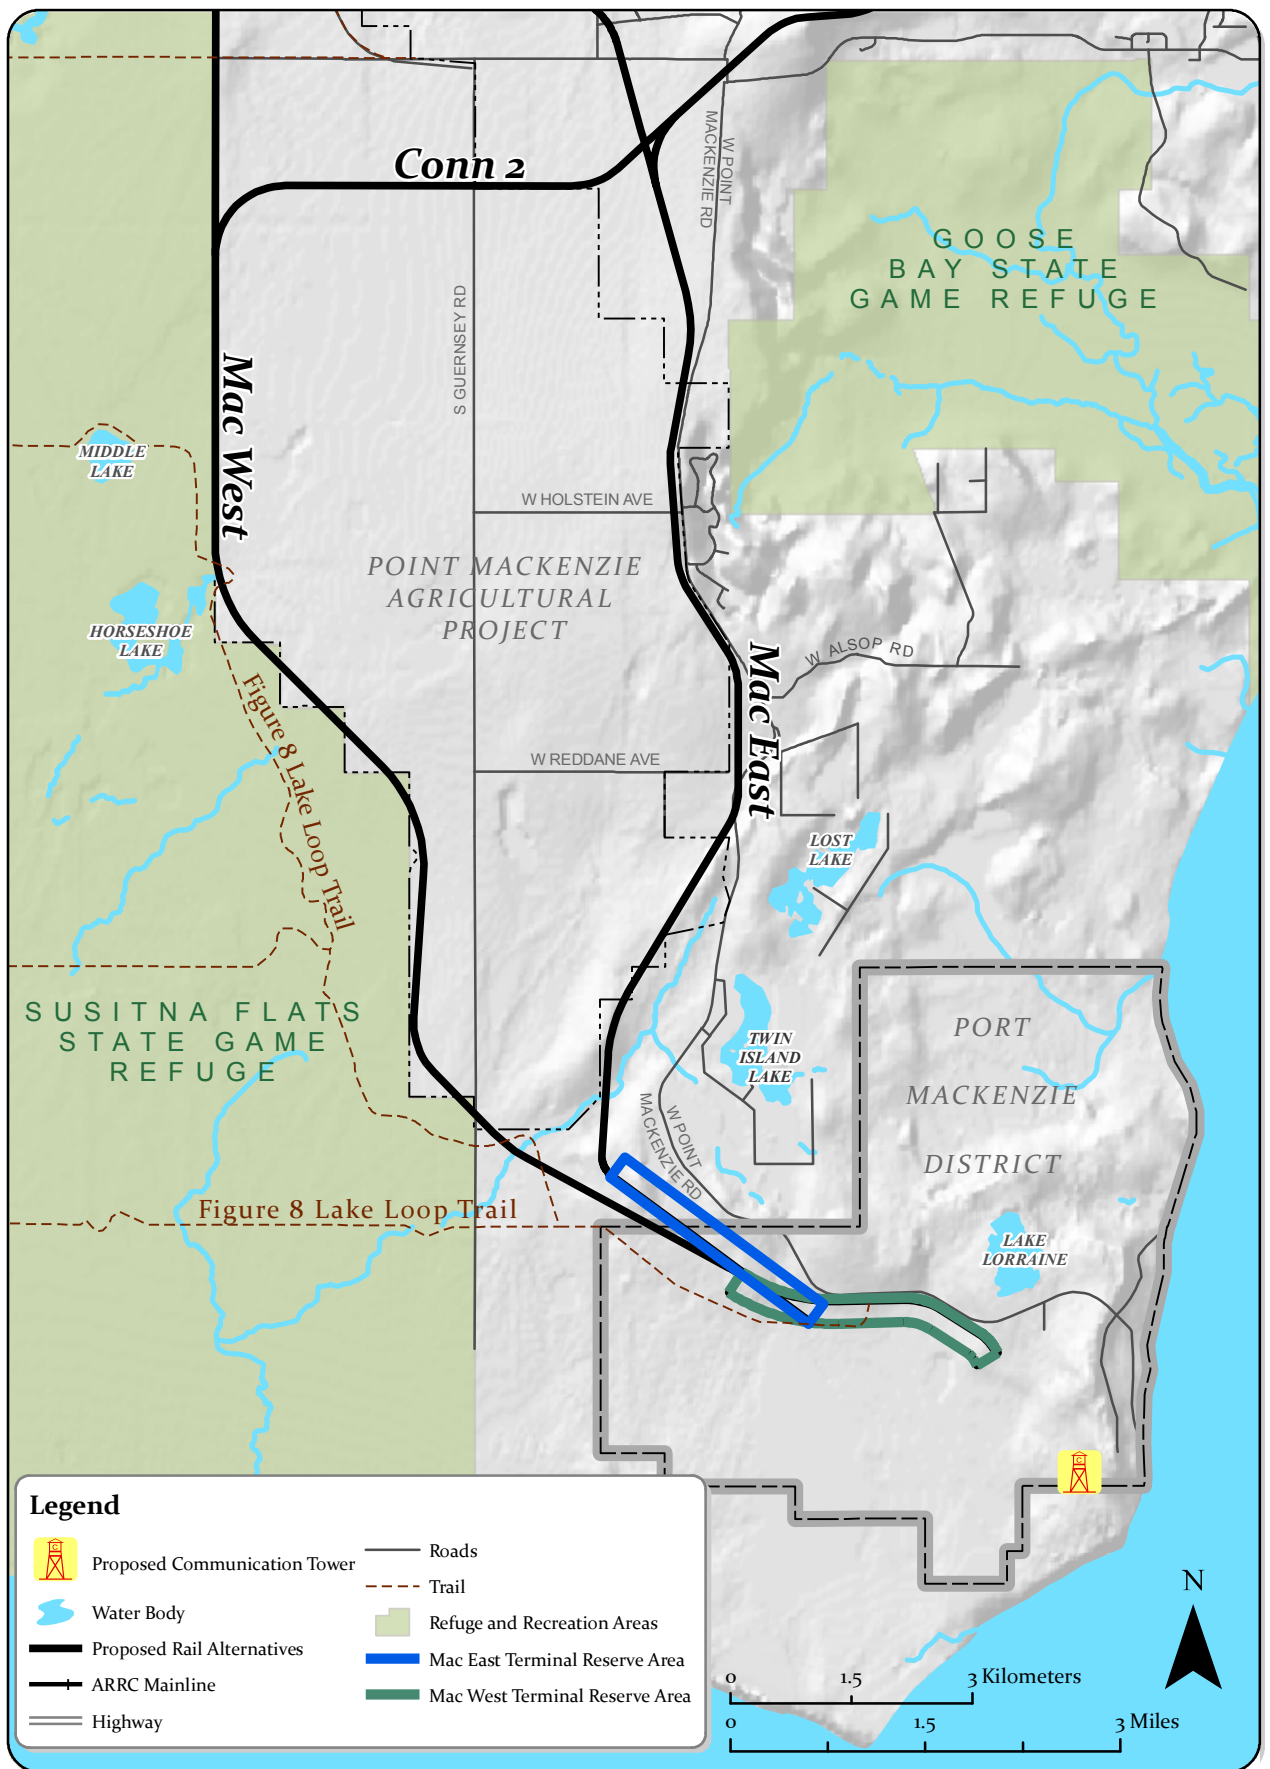 Conn 2
W POINT
MACKENZIE RD
GOOSE
BAY STATE
GAME REFUGE
S GUERNSEY RD
Mac West
MIDDLE
LAKE
W HOLSTEIN AVE
POINT MACKENZIE
AGRICULTURAL
PROJECT
HORSESHOE
LAKE
W ALSOP RD
Mac East
Figure 8 Lake Loop Trail
W REDDANE AVE
LOST
LAKE
SUSITNA FLATS
STATE GAME
REFUGE
PORT
MACKENZIE
DISTRICT
TWIN
ISLAND
LAKE
W POINT
MACKENZIE RD
Figure 8 Lake Loop Trail
LAKE
LORRAINE
C
Legend
C
Proposed Communication Tower
Water Body
Proposed Rail Alternatives
ARRC Mainline
Highway
Roads
Trail
Refuge and Recreation Areas
Mac East Terminal Reserve Area
Mac West Terminal Reserve Area
N
0 1.5 3 Kilometers
0 1.5 3 Miles